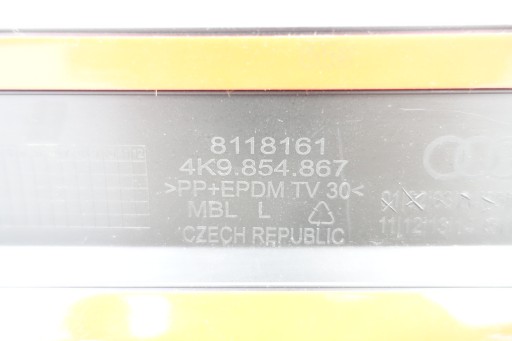 8118161
4K9.854.867
>PP+EPDM TV 30<
MBL L
CZECH REPUBLIC